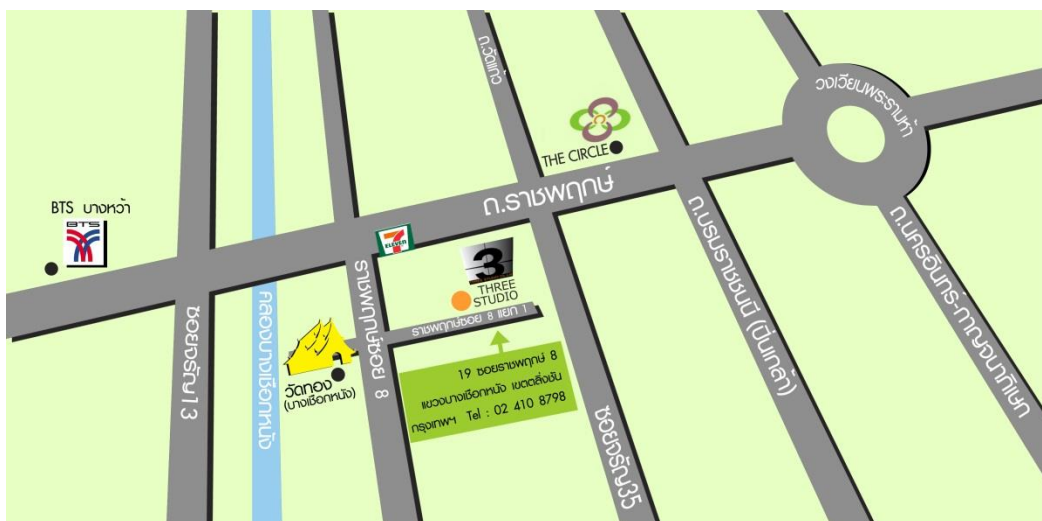 ถ.วัดแก้ว
วงเวียนพระรามห้า
THE CIRCLE
ถ.ราชพฤกษ์
BTS บางหว้า
BTS
7
ELEVEN
3
THREE
STUDIO
ราชพฤกษ์ซอย 8 แยก 1
ซอยจรัญ13
คลองบางเชือกหนัง
วัดทอง
(บางเชือกหนัง)
ราชพฤกษ์ซอย 8
19 ซอยราชพฤกษ์ 8
แขวงบางเชือกหนัง เขตตลิ่งชัน
กรุงเทพฯ Tel : 02 410 8798
ซอยจรัญ35
ถ.บรมราชชนนี (ปิ่นเกล้า)
ถ.นครอินทร์-กาญจนาภิเษก